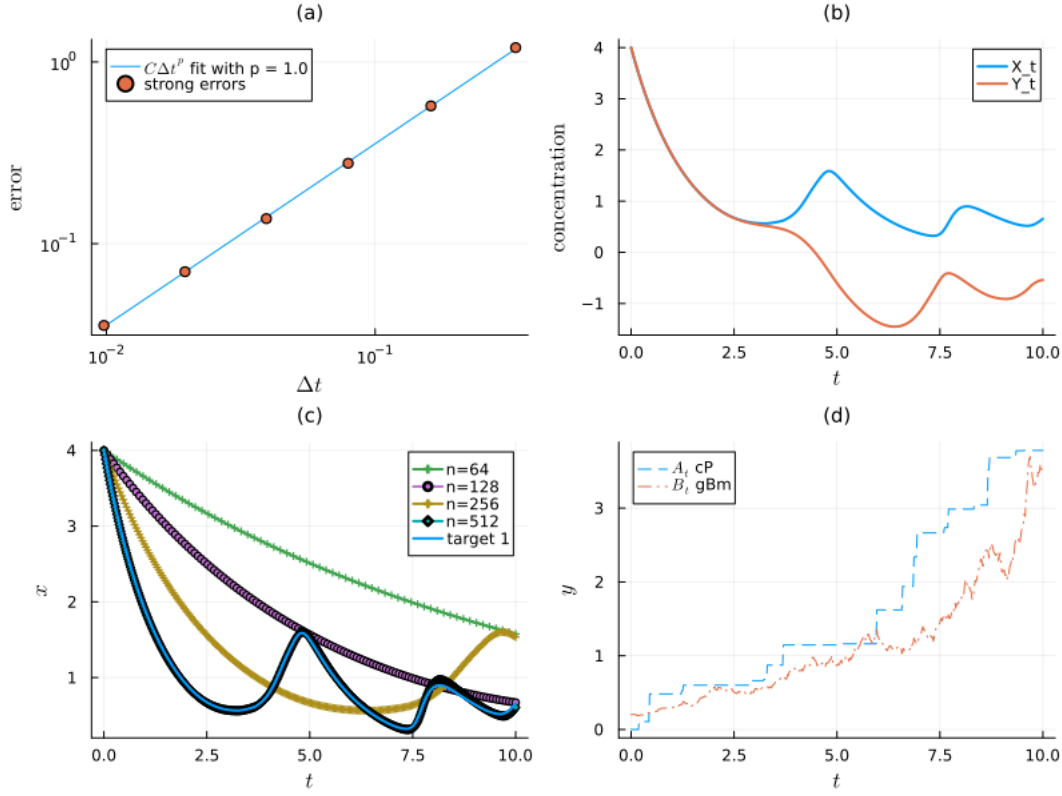 (a)
10⁰
10⁻¹
error
CΔtᵖ fit with p = 1.0
strong errors
10⁻² 10⁻¹
Δt
(b)
4
3
2
1
0
−1
concentration
X_t
Y_t
0.0 2.5 5.0 7.5 10.0
t
(c)
4
3
2
1
x
n=64
n=128
n=256
n=512
target 1
0.0 2.5 5.0 7.5 10.0
t
(d)
3
2
1
0
y
A_t cP
B_t gBm
0.0 2.5 5.0 7.5 10.0
t